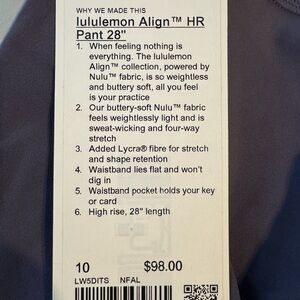 WHY WE MADE THIS
lululemon Align™ HR
Pant 28"
1. When feeling nothing is
everything. The lululemon
Align™ collection, powered by
Nulu™ fabric, is so weightless
and buttery soft, all you feel
is your practice
2. Our buttery-soft Nulu™ fabric
feels weightlessly light and is
sweat-wicking and four-way
stretch
3. Added Lycra® fibre for stretch
and shape retention
4. Waistband lies flat and won't
dig in
5. Waistband pocket holds your key
or card
6. High rise, 28" length
10 $98.00
LW5DITS NFAL